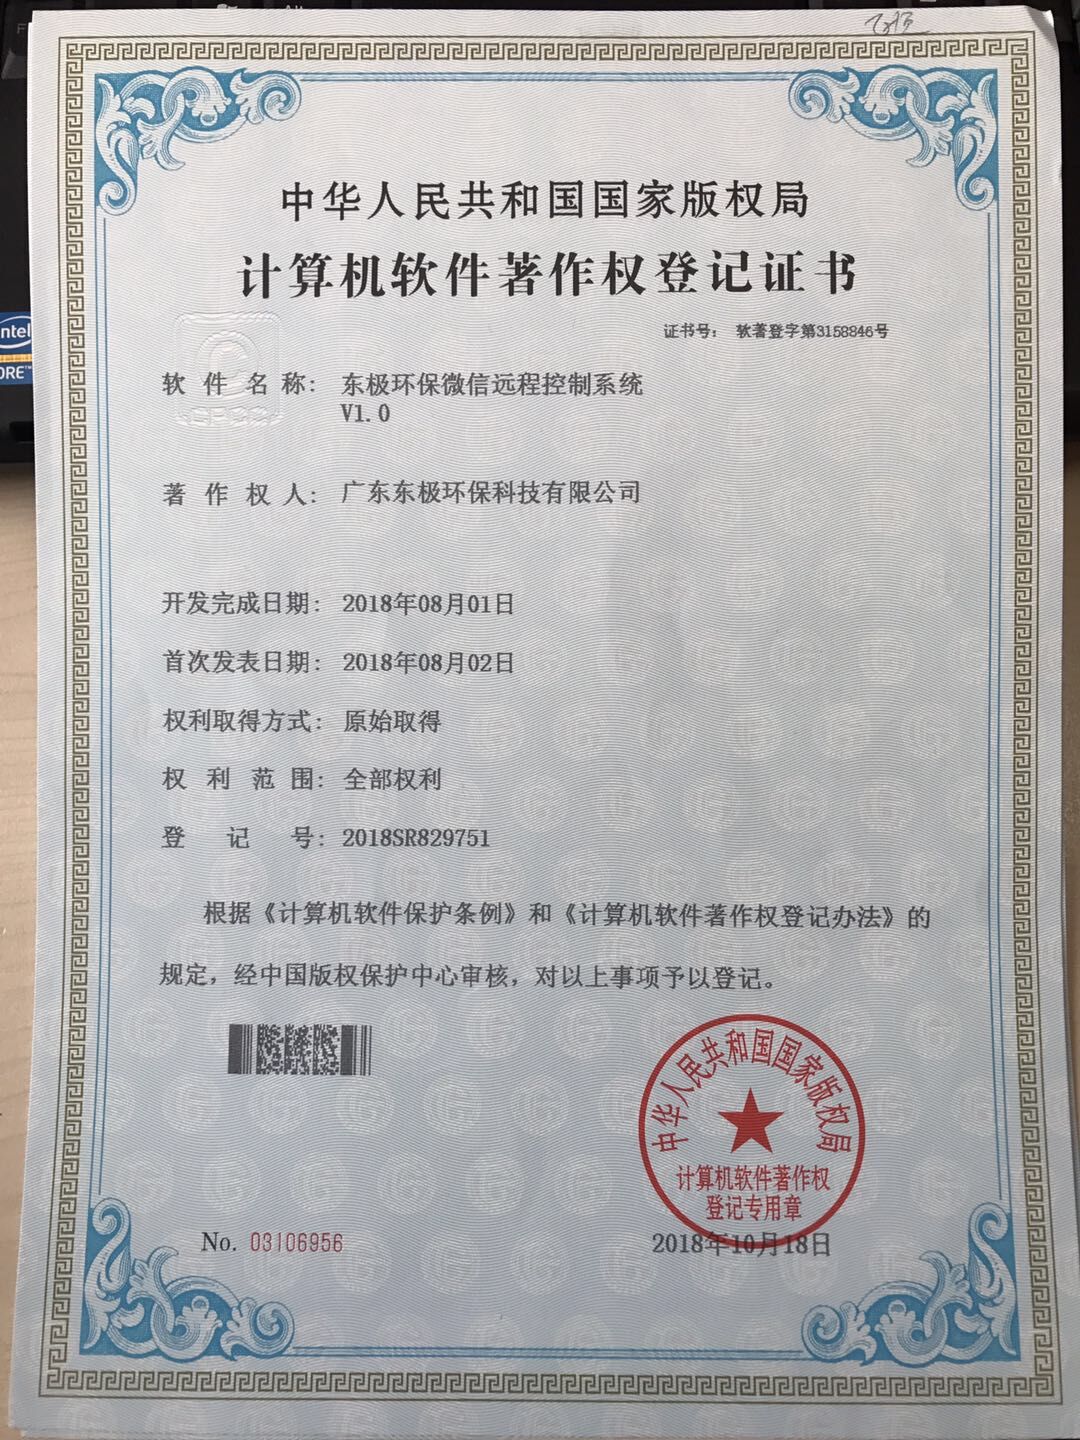 中华人民共和国国家版权局
计算机软件著作权登记证书
证书号： 软著登字第3158846号
软件名称： 东极环保微信远程控制系统
V1.0
著作权人： 广东东极环保科技有限公司
开发完成日期： 2018年08月01日
首次发表日期： 2018年08月02日
权利取得方式： 原始取得
权利范围： 全部权利
登记号： 2018SR829751
根据《计算机软件保护条例》和《计算机软件著作权登记办法》的
规定，经中国版权保护中心审核，对以上事项予以登记。
中华人民共和国国家版权局
计算机软件著作权
登记专用章
No. 03106956
2018年10月18日
intel
CPCC